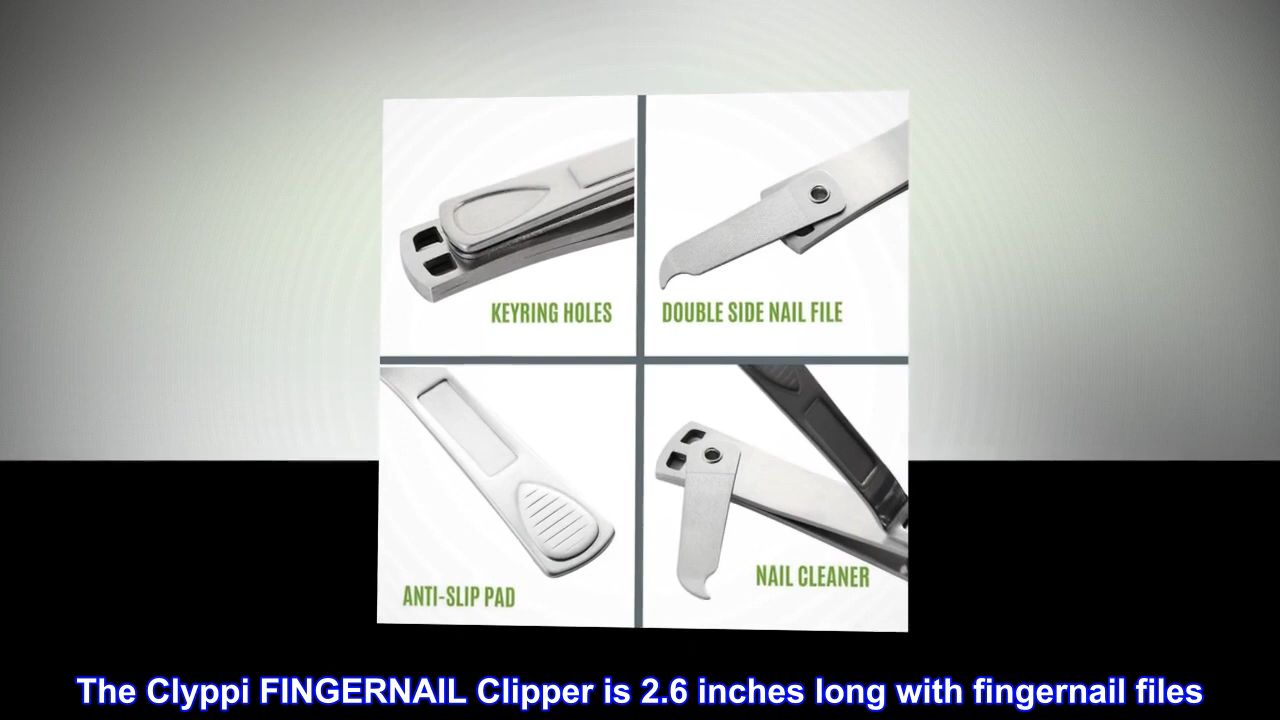 KEYRING HOLES
DOUBLE SIDE NAIL FILE
ANTI-SLIP PAD
NAIL CLEANER
The Clyppi FINGERNAIL Clipper is 2.6 inches long with fingernail files